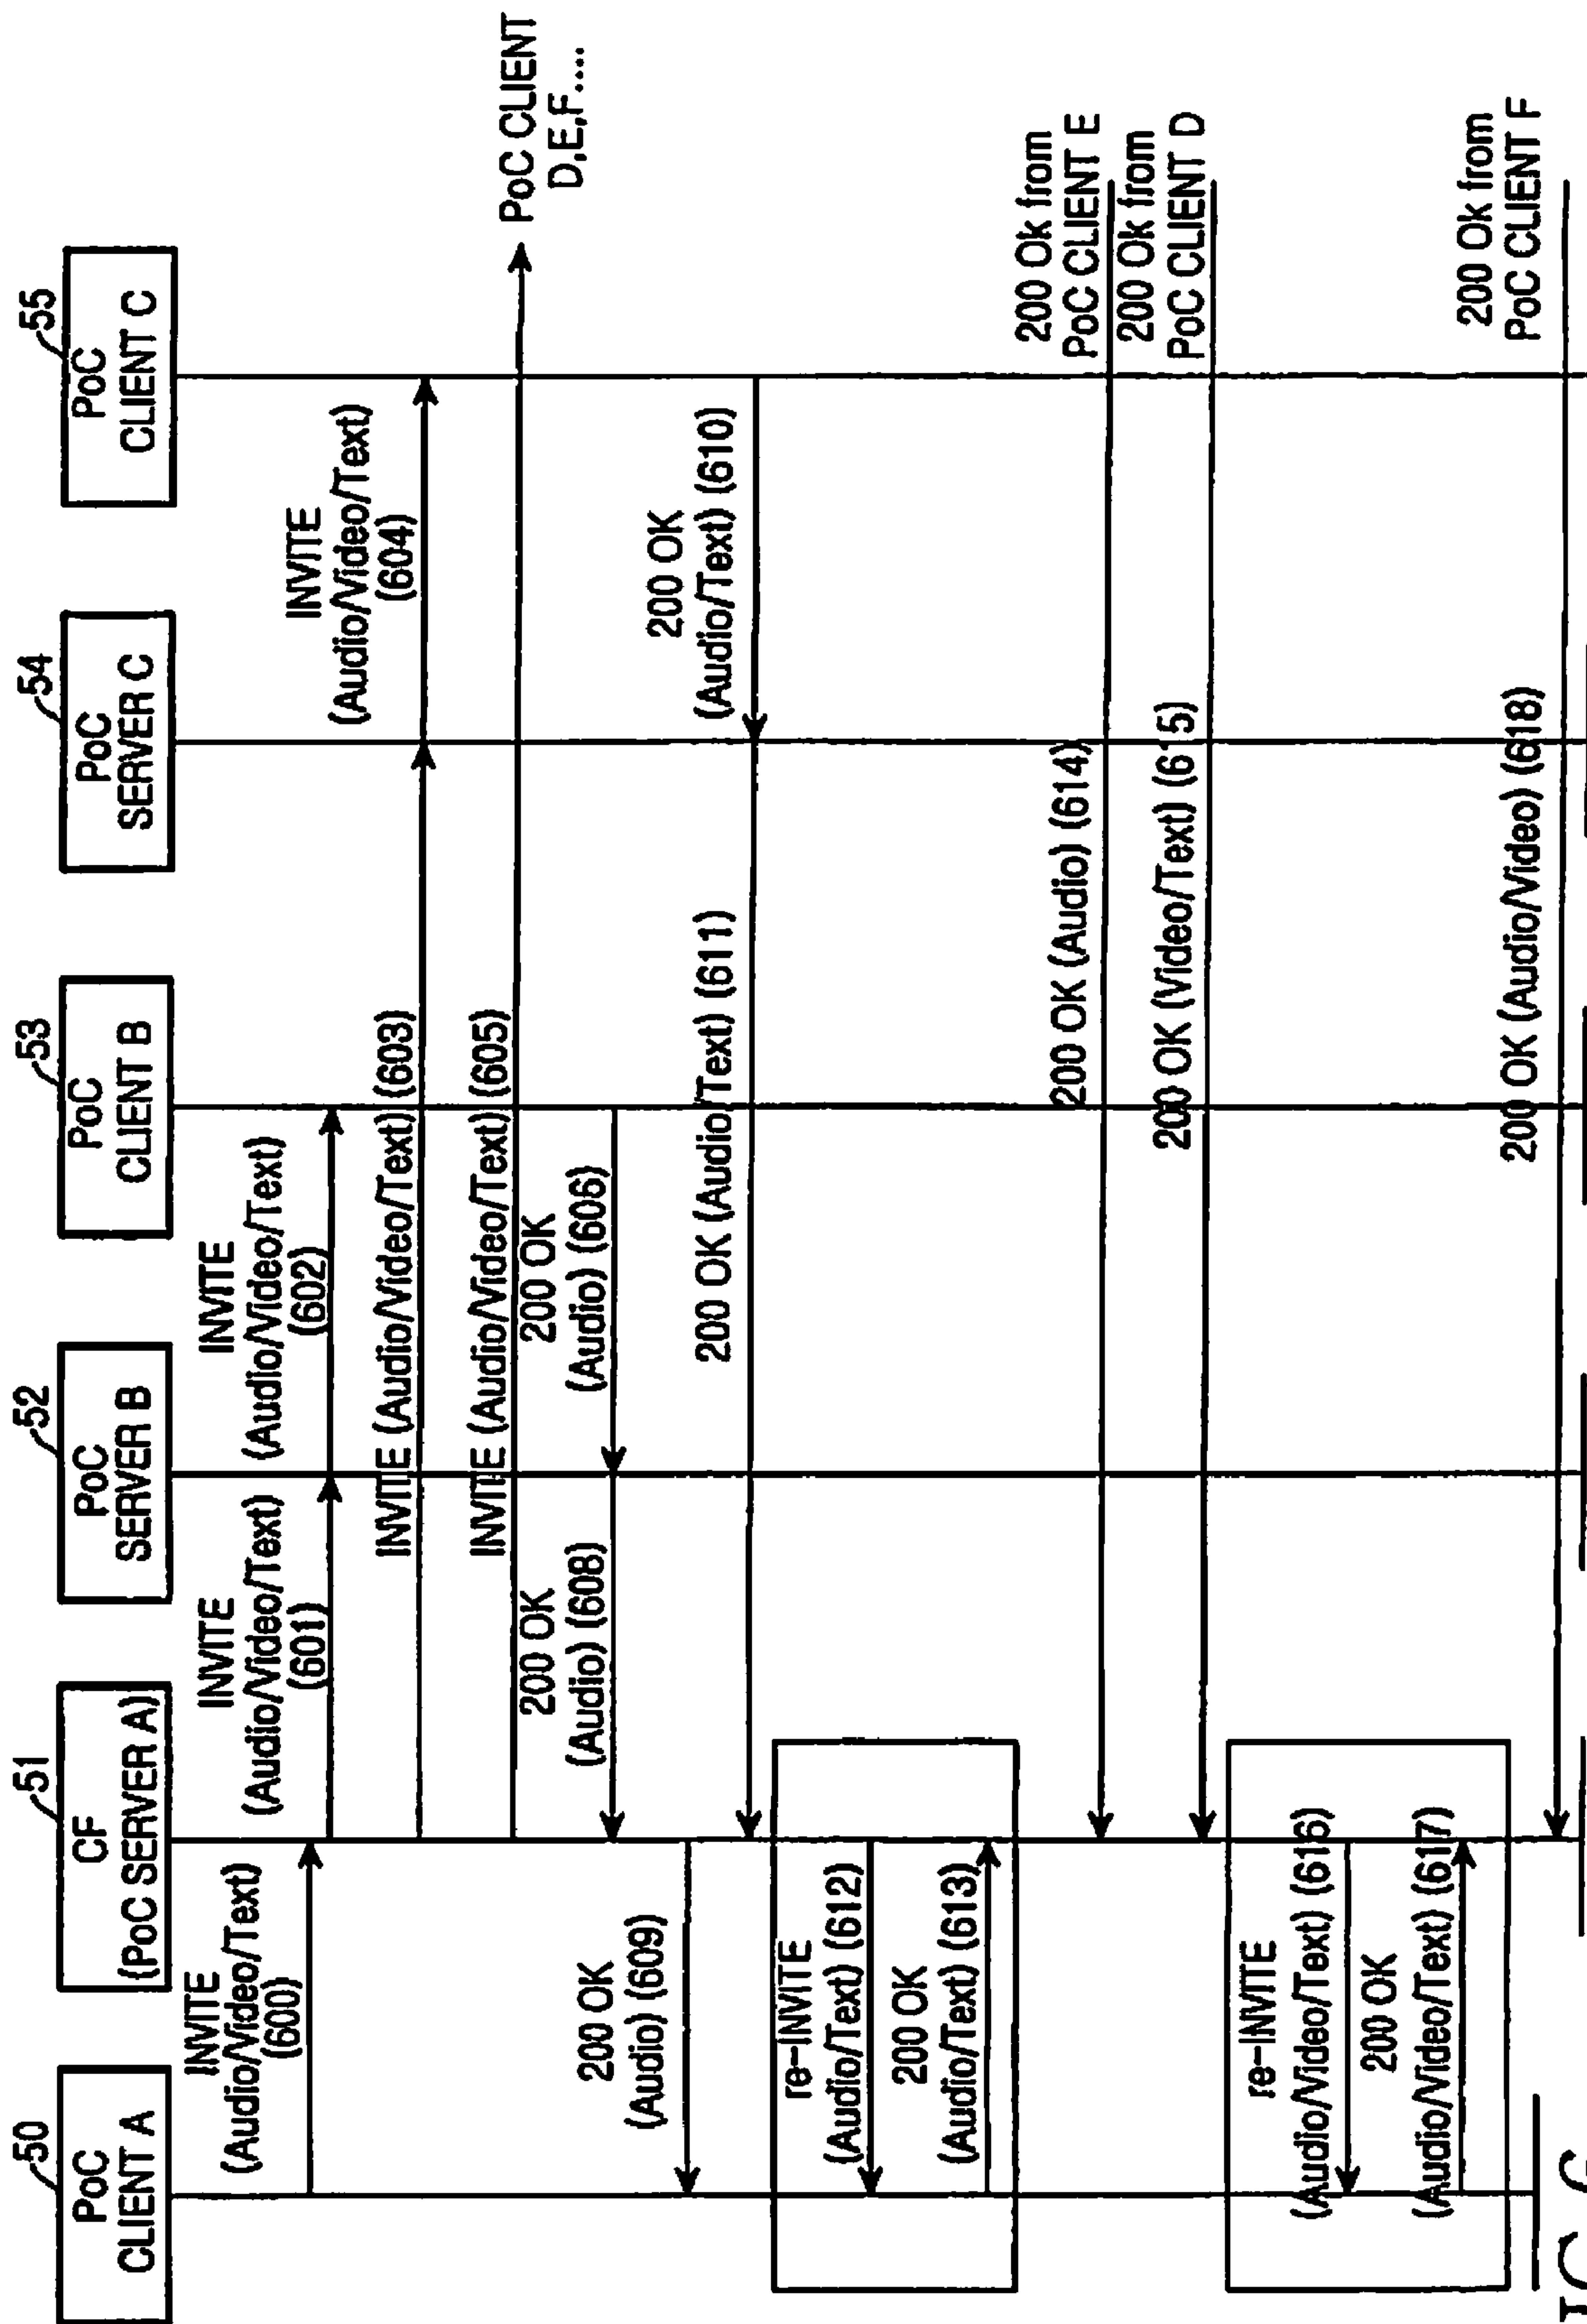 50
PoC
CLIENT A
51
CF
(PoC SERVER A)
52
PoC
SERVER B
53
PoC
CLIENT B
54
PoC
SERVER C
55
PoC
CLIENT C
INVITE
(Audio/Video/Text)
(600)
INVITE
(Audio/Video/Text)
(601)
INVITE
(Audio/Video/Text)
(602)
INVITE (Audio/Video/Text) (603)
INVITE
(Audio/Video/Text)
(604)
INVITE (Audio/Video/Text) (605)
PoC CLIENT
D,E,F....
200 OK
(Audio) (606)
200 OK
(Audio) (608)
200 OK
(Audio) (609)
200 OK
(Audio/Text) (610)
200 OK (Audio/Text) (611)
re-INVITE
(Audio/Text) (612)
200 OK
(Audio/Text) (613)
200 Ok from
PoC CLIENT E
200 OK (Audio) (614)
200 Ok from
PoC CLIENT D
200 OK (Video/Text) (615)
re-INVITE
(Audio/Video/Text) (616)
200 OK
(Audio/Video/Text) (617)
200 Ok from
PoC CLIENT F
200 OK (Audio/Video) (618)